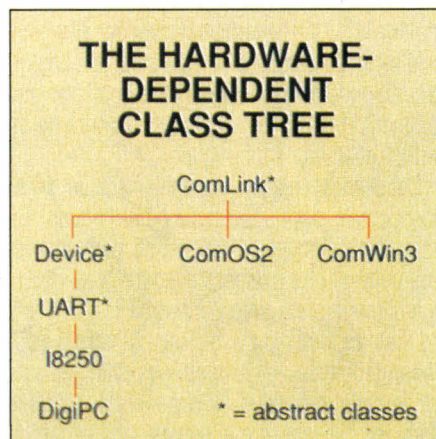 THE HARDWARE-
DEPENDENT
CLASS TREE
ComLink*
Device* ComOS2 ComWin3
UART*
I8250
DigiPC * = abstract classes